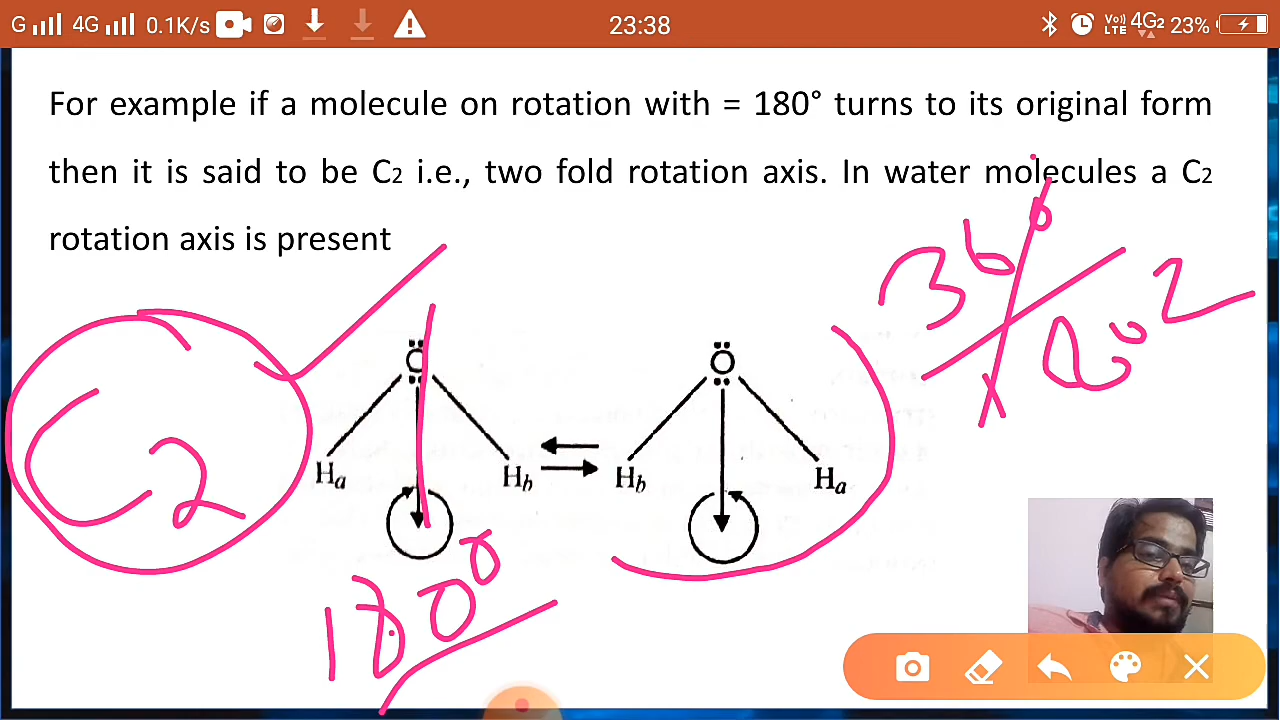 G 4G 0.1K/s 23:38 VoLTE 4G2 23%
For example if a molecule on rotation with = 180° turns to its original form
then it is said to be C2 i.e., two fold rotation axis. In water molecules a C2
rotation axis is present
360
180 2
C2
O O
Ha Hb Hb Ha
180°